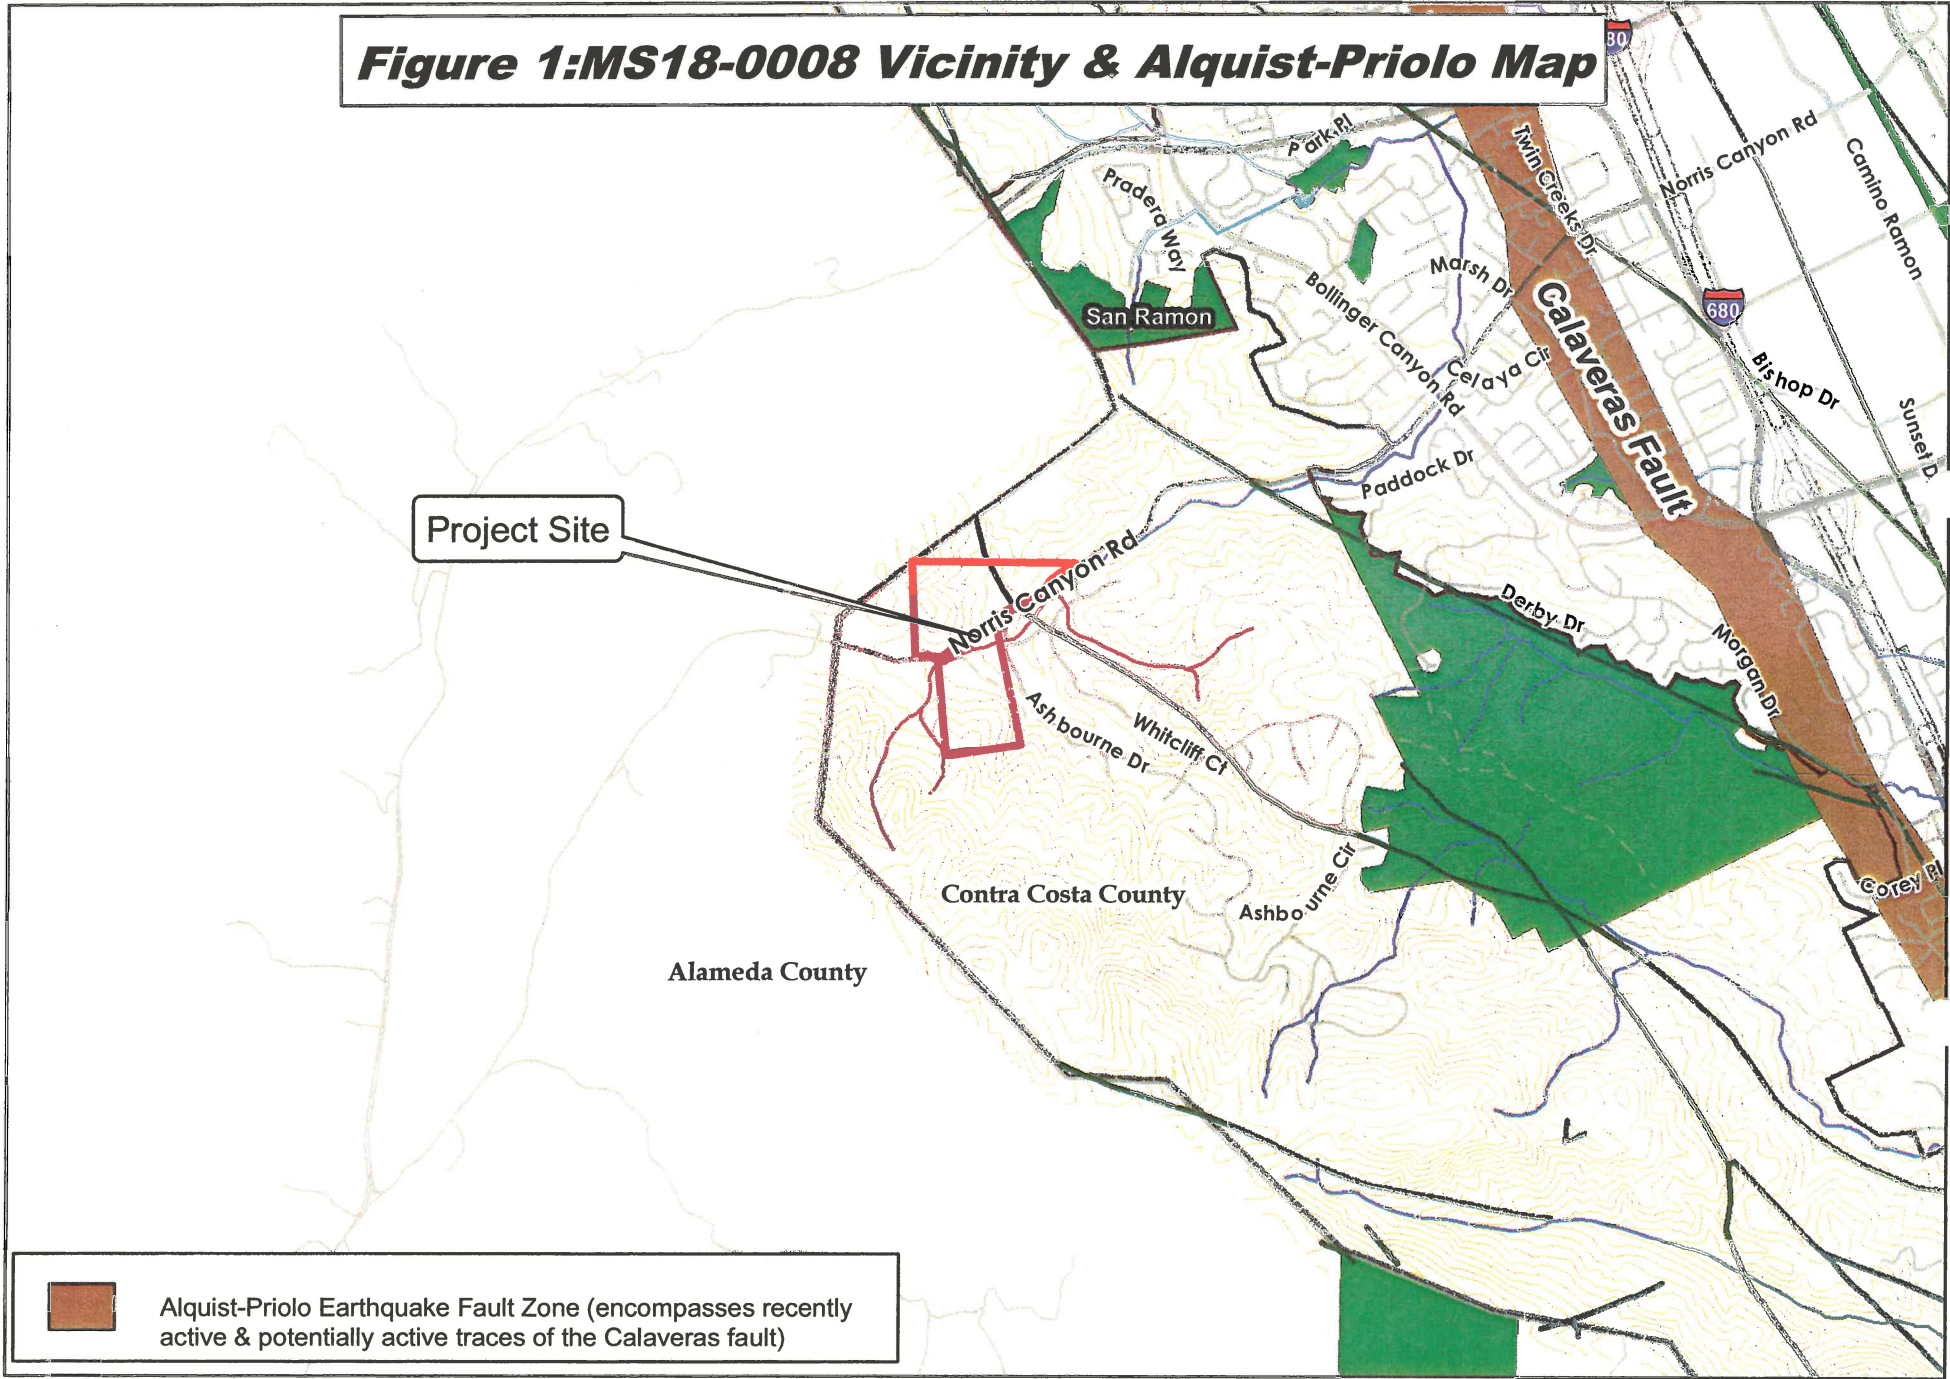 Figure 1:MS18-0008 Vicinity & Alquist-Priolo Map
80
Park Pl
Twin Creeks Dr
Norris Canyon Rd
Camino Ramon
Pradera Way
Marsh Dr
Bollinger Canyon Rd
San Ramon
Calaveras Fault
680
Celaya Cir
Bishop Dr
Sunset D
Paddock Dr
Project Site
Norris Canyon Rd
Derby Dr
Morgan Dr
Ashbourne Dr
Whitcliff Ct
Ashbourne Cir
Corey Pl
Contra Costa County
Alameda County
Alquist-Priolo Earthquake Fault Zone (encompasses recently
active & potentially active traces of the Calaveras fault)